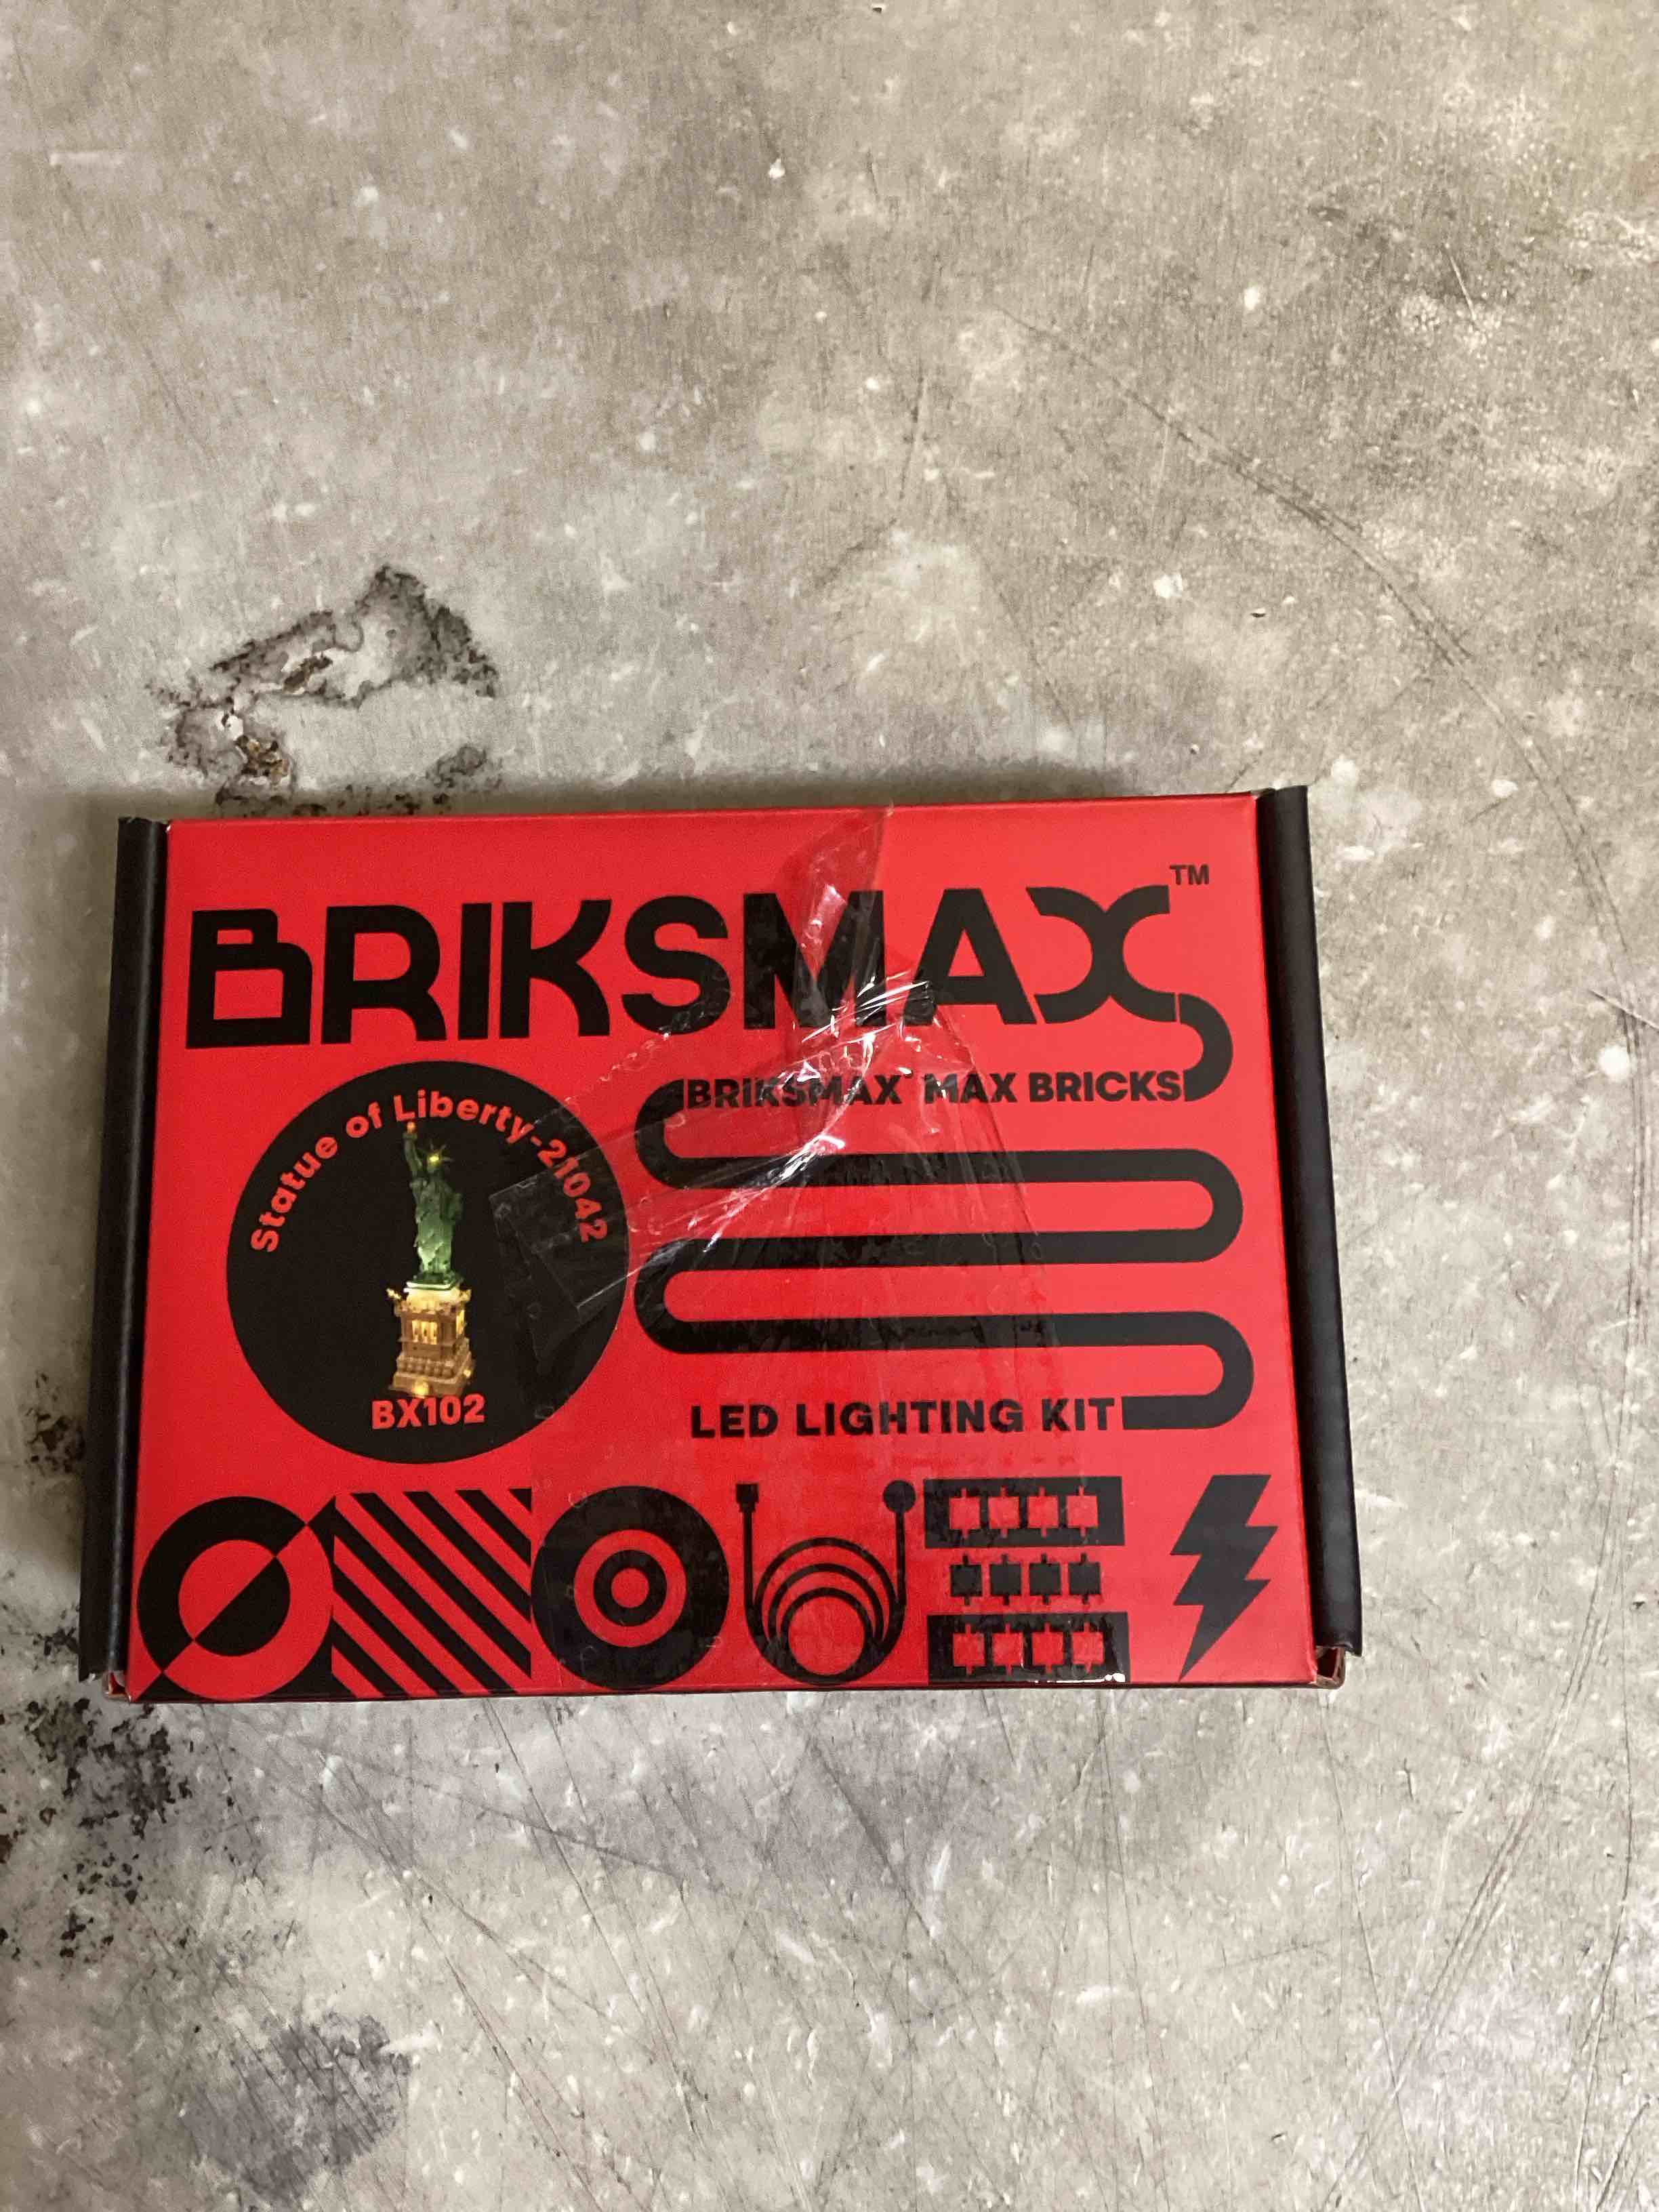 BRIKSMAX™
BRIKSMAX MAX BRICKS
Statue of Liberty-21042
BX102
LED LIGHTING KIT